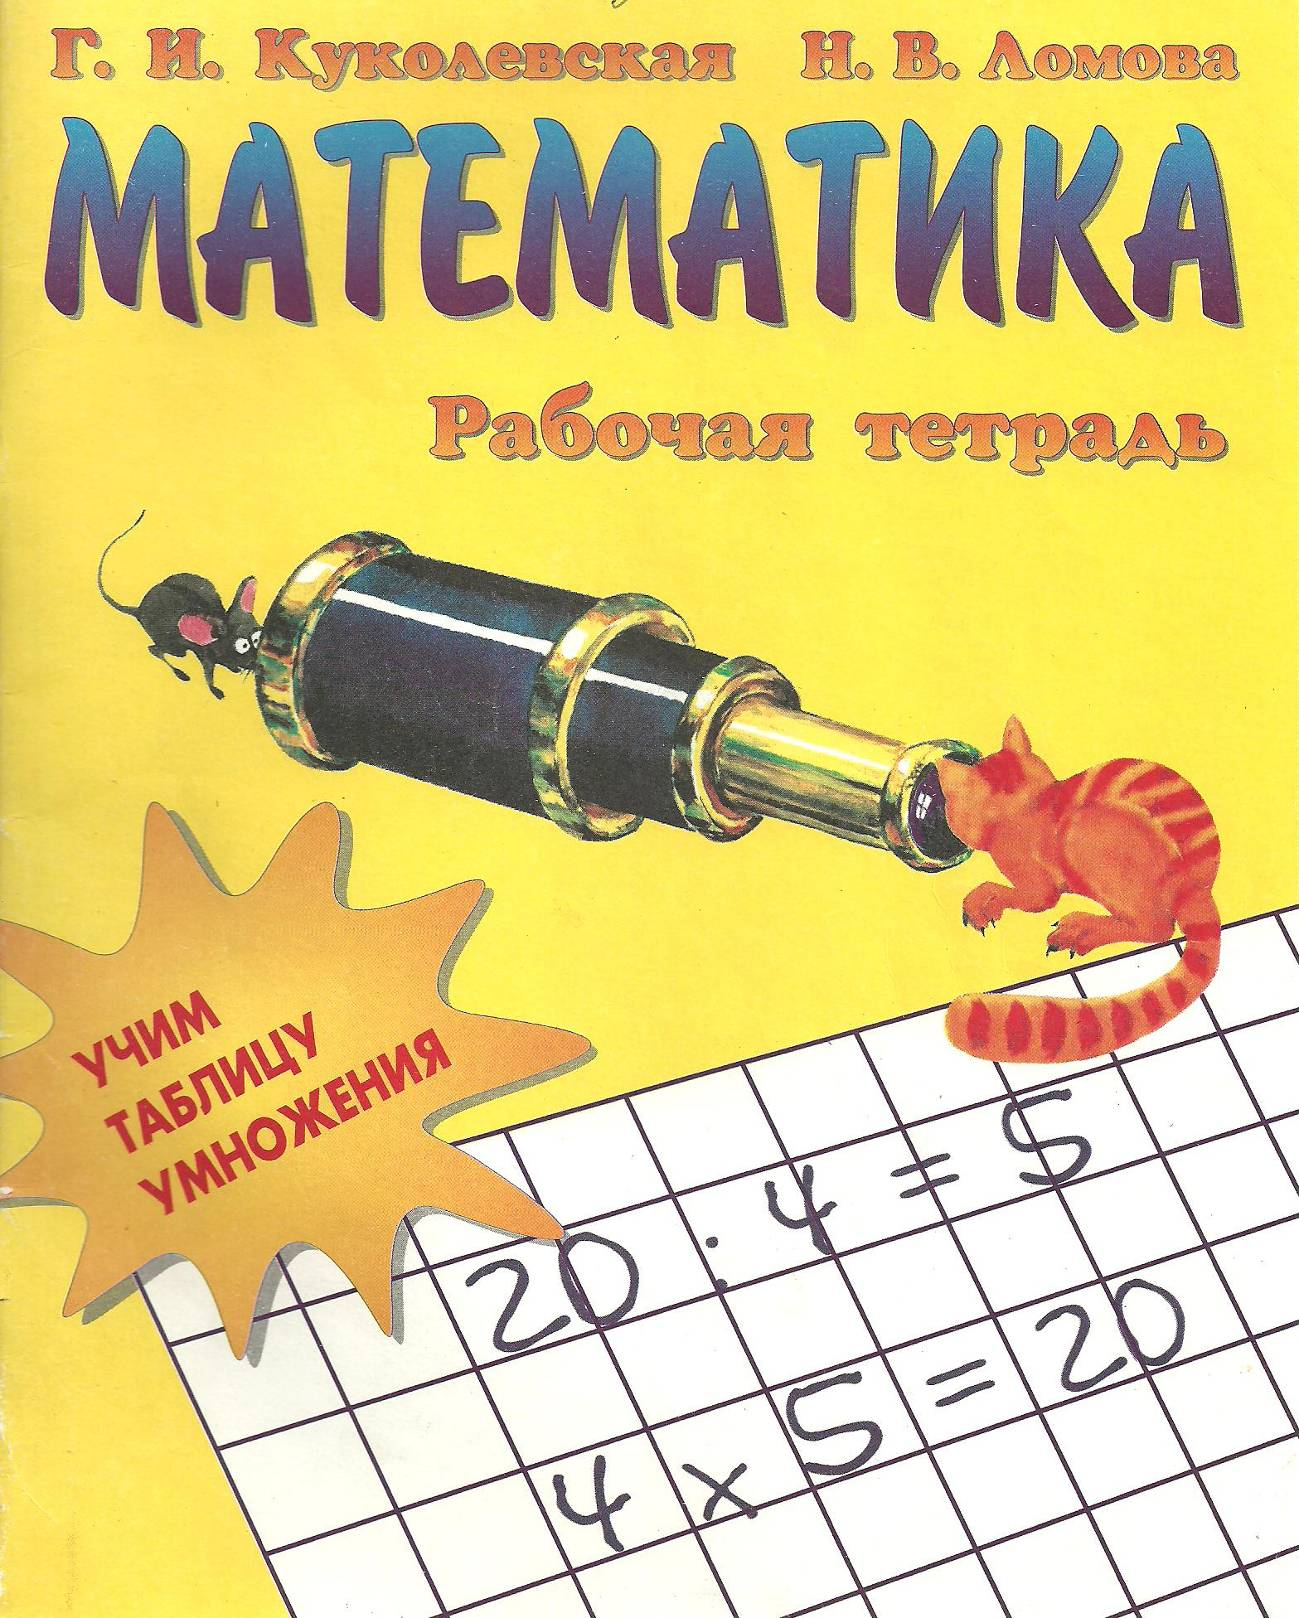 Г. И. Куколевская Н. В. Ломова
МАТЕМАТИКА
Рабочая тетрадь
УЧИМ
ТАБЛИЦУ
УМНОЖЕНИЯ
20 : 4 = 5
4 × 5 = 20